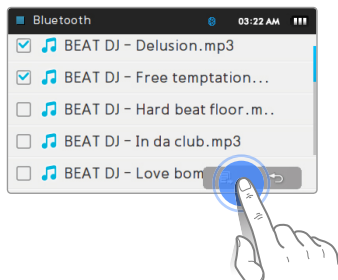 Bluetooth 03:22 AM
BEAT DJ – Delusion.mp3
BEAT DJ – Free temptation...
BEAT DJ – Hard beat floor.m..
BEAT DJ – In da club.mp3
BEAT DJ – Love bom